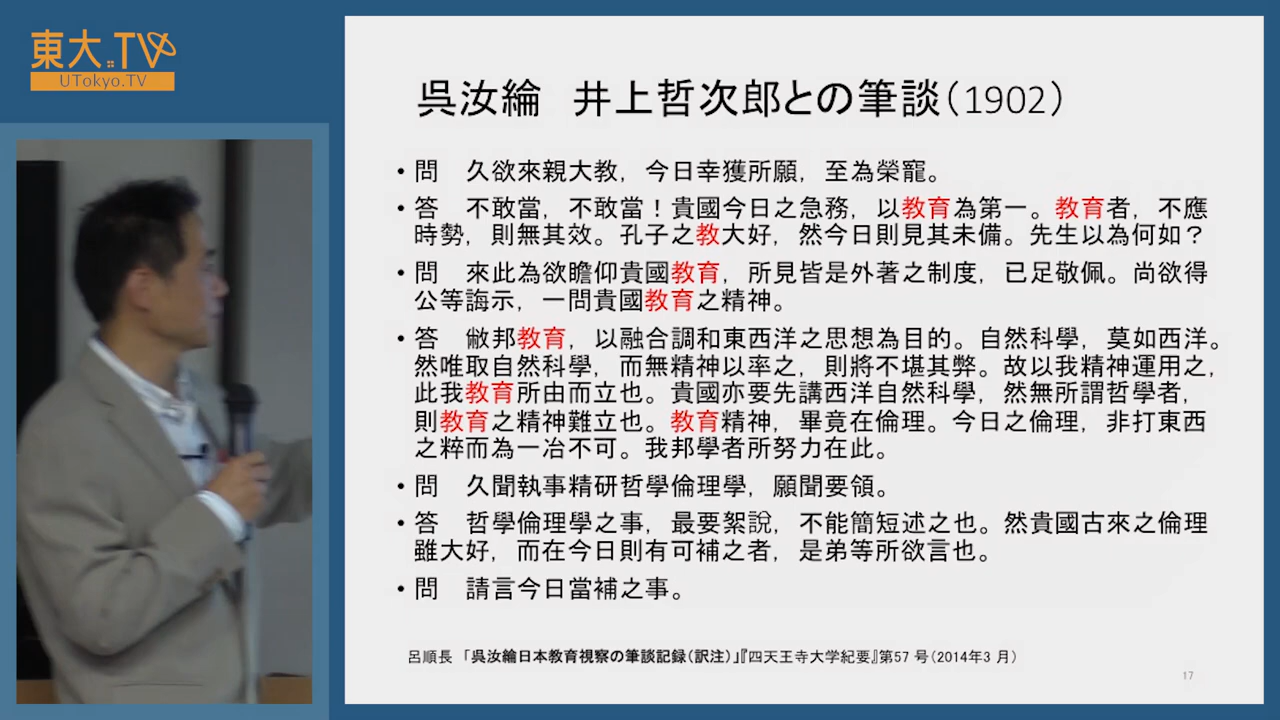 東大.TV
UTokyo.TV
呉汝綸　井上哲次郎との筆談（1902）
• 問　久欲來親大教，今日幸獲所願，至為榮寵。
• 答　不敢當，不敢當！貴國今日之急務，以教育為第一。教育者，不應
時勢，則無其效。孔子之教大好，然今日則見其未備。先生以為何如？
• 問　來此為欲瞻仰貴國教育，所見皆是外著之制度，已足敬佩。尚欲得
公等誨示，一問貴國教育之精神。
• 答　敝邦教育，以融合調和東西洋之思想為目的。自然科學，莫如西洋。
然唯取自然科學，而無精神以率之，則將不堪其弊。故以我精神運用之，
此我教育所由而立也。貴國亦要先講西洋自然科學，然無所謂哲學者，
則教育之精神難立也。教育精神，畢竟在倫理。今日之倫理，非打東西
之粹而為一冶不可。我邦學者所努力在此。
• 問　久聞執事精研哲學倫理學，願聞要領。
• 答　哲學倫理學之事，最要絮說，不能簡短述之也。然貴國古來之倫理
雖大好，而在今日則有可補之者，是弟等所欲言也。
• 問　請言今日當補之事。
呂順長「呉汝綸日本教育視察の筆談記録（訳注）」『四天王寺大学紀要』第57 号（2014年3 月）
17